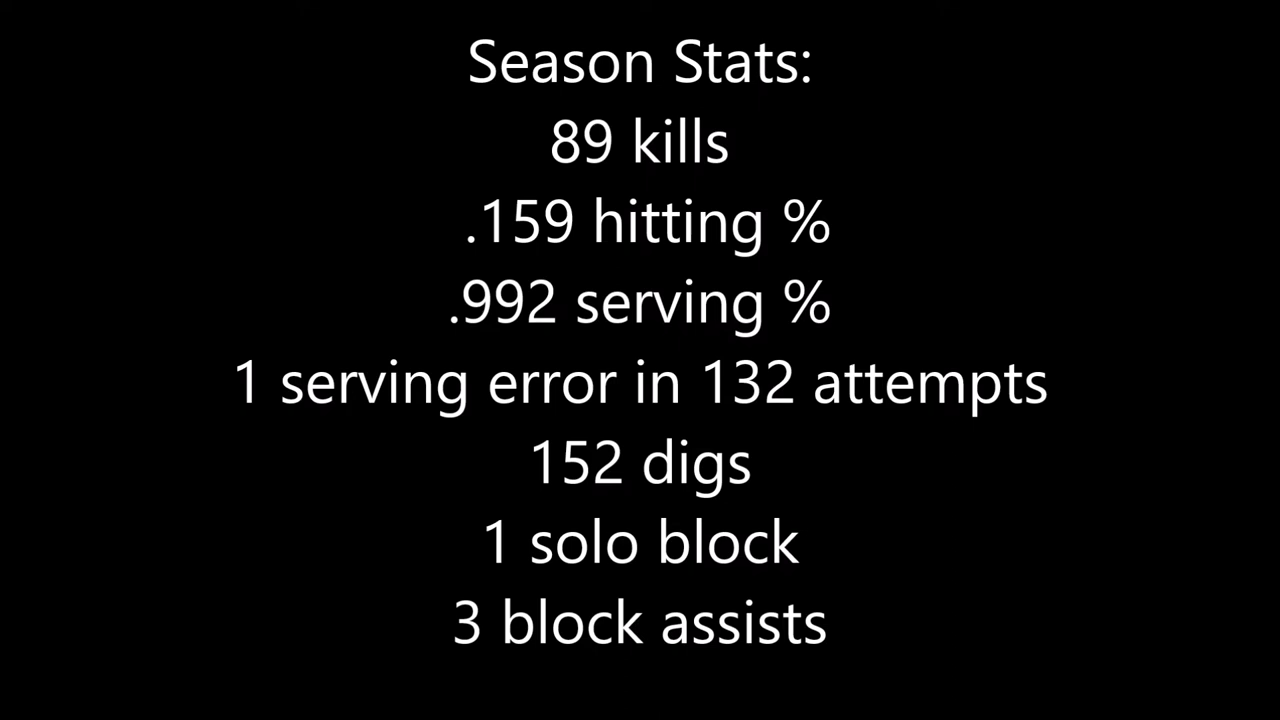 Season Stats:
89 kills
.159 hitting %
.992 serving %
1 serving error in 132 attempts
152 digs
1 solo block
3 block assists